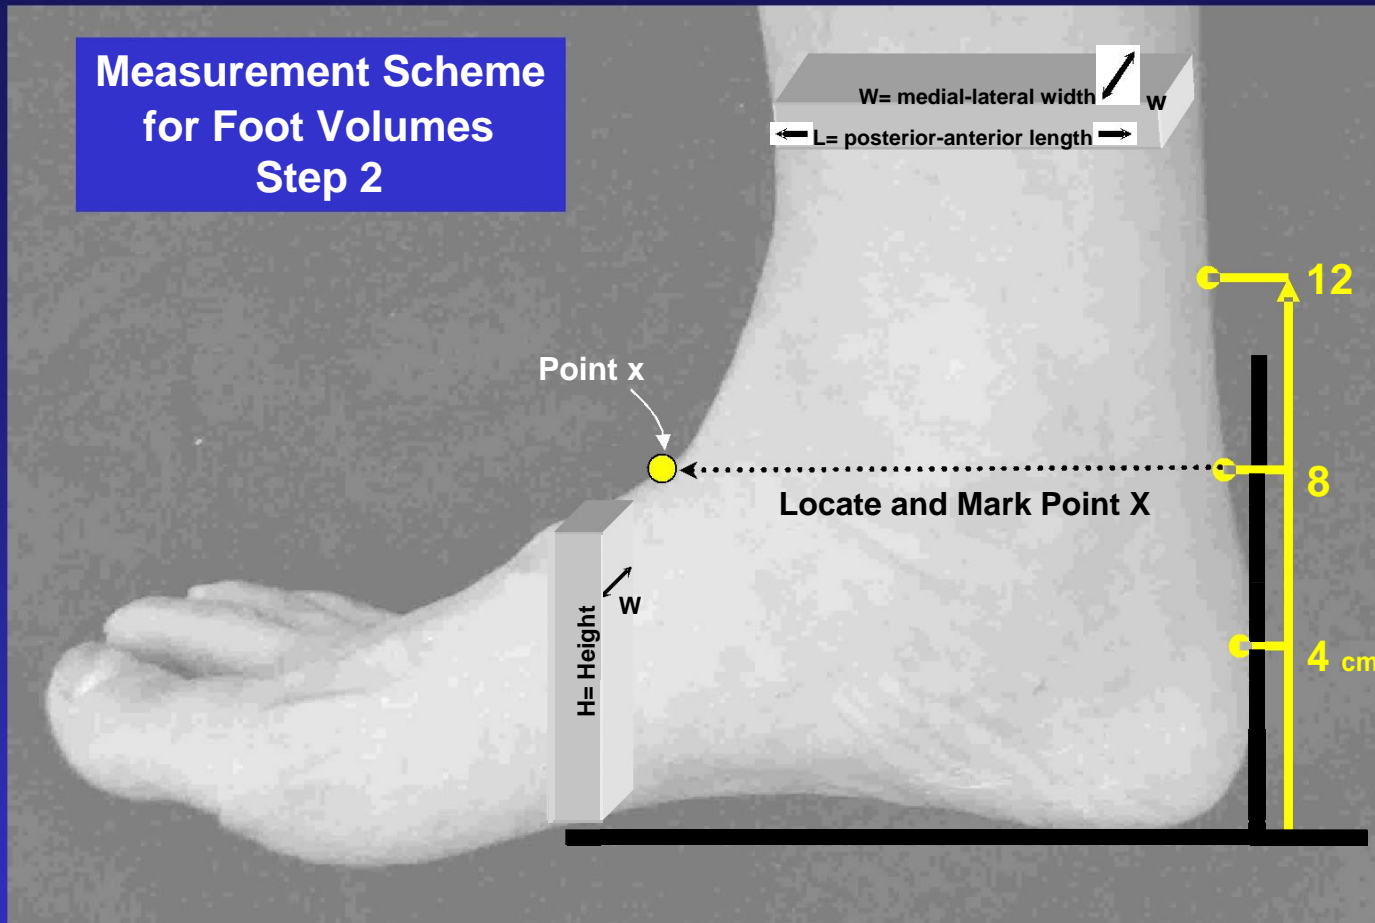 Measurement Scheme
for Foot Volumes
Step 2
W= medial-lateral width
W
L= posterior-anterior length
12
Point x
8
Locate and Mark Point X
W
H= Height
4 cm